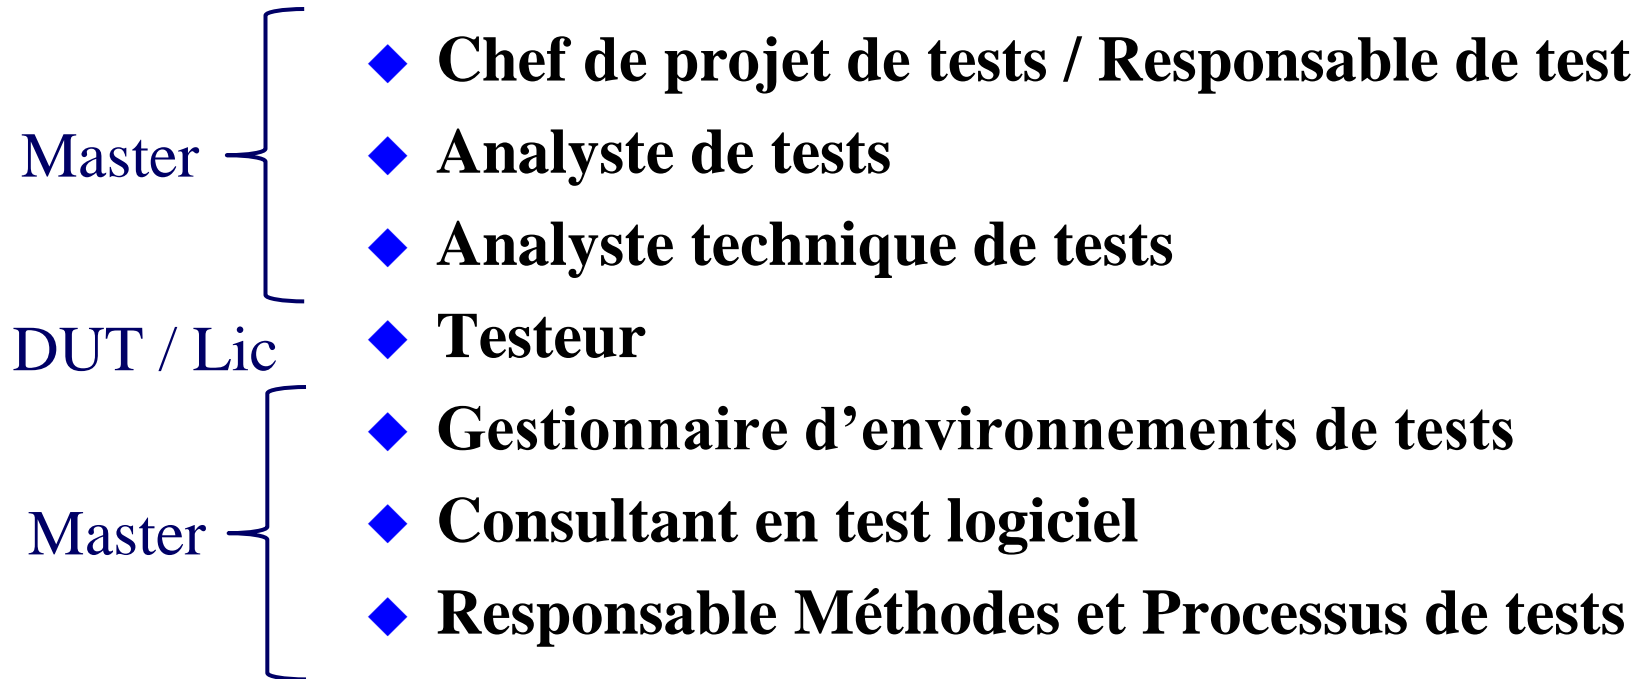 Chef de projet de tests / Responsable de test
Master
Analyste de tests
Analyste technique de tests
DUT / Lic
Testeur
Gestionnaire d’environnements de tests
Master
Consultant en test logiciel
Responsable Méthodes et Processus de tests